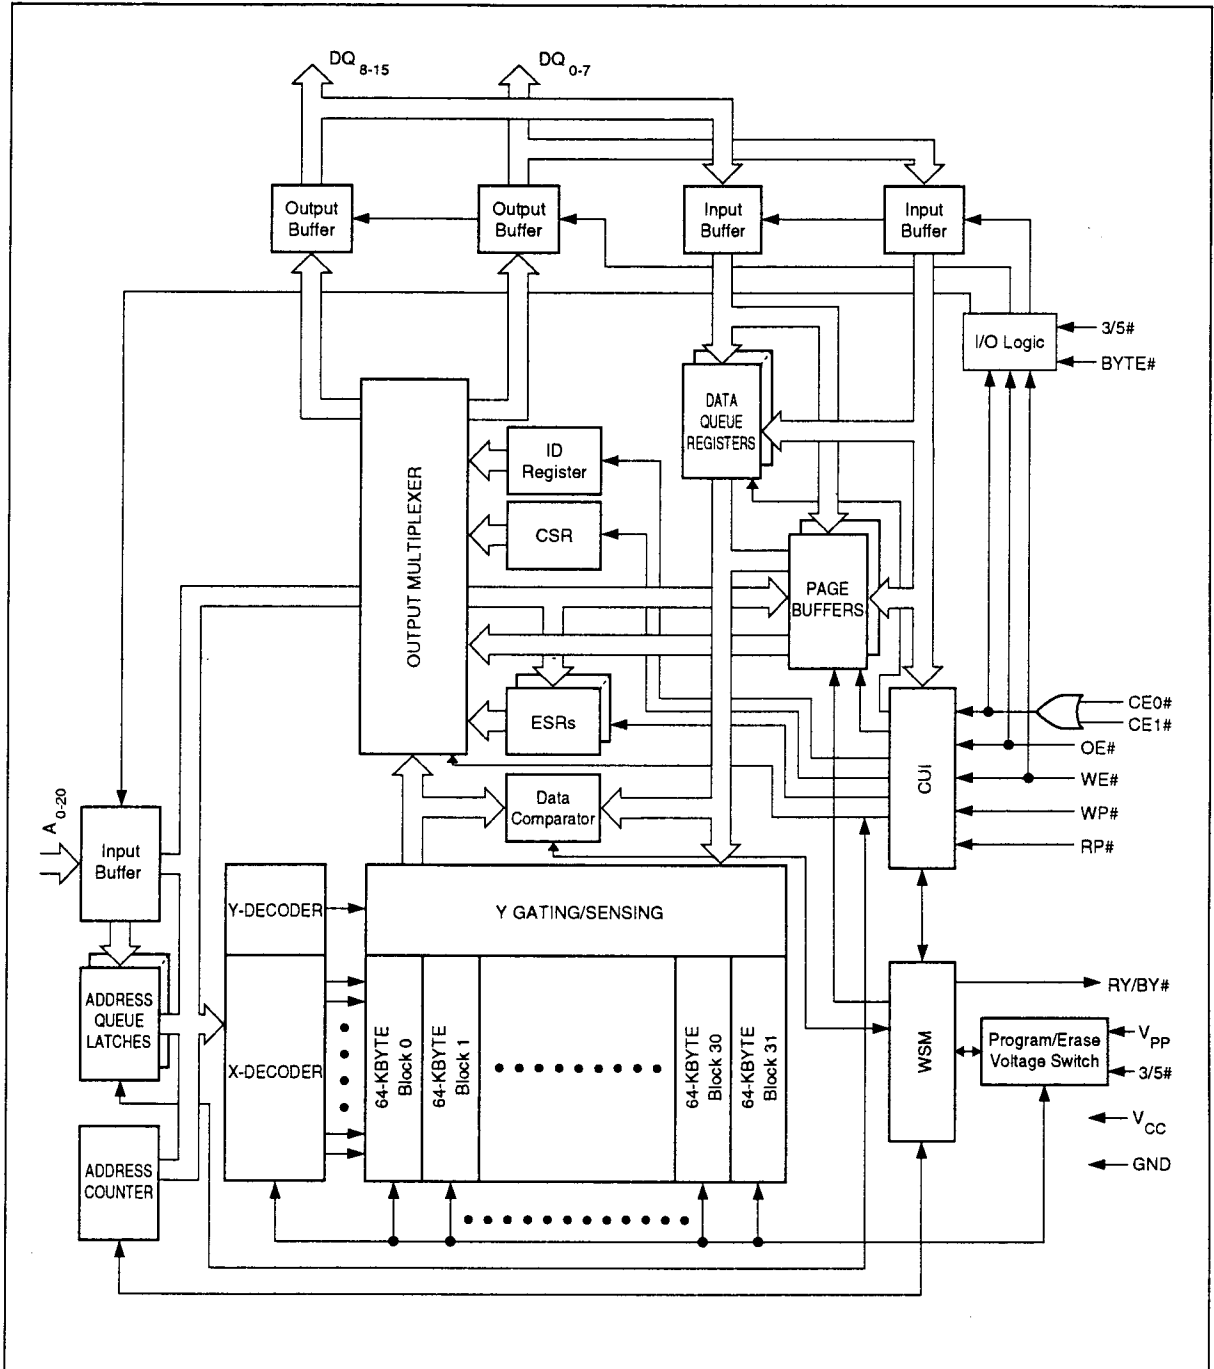 DQ 8-15
DQ 0-7
Output
Buffer
Output
Buffer
Input
Buffer
Input
Buffer
3/5#
I/O Logic
BYTE#
DATA
QUEUE
REGISTERS
ID
Register
OUTPUT MULTIPLEXER
CSR
PAGE
BUFFERS
ESRs
CE0#
CE1#
OE#
CUI
WE#
WP#
RP#
Data
Comparator
A 0-20
Input
Buffer
Y-DECODER
Y GATING/SENSING
ADDRESS
QUEUE
LATCHES
X-DECODER
64-KBYTE
Block 0
64-KBYTE
Block 1
64-KBYTE
Block 30
64-KBYTE
Block 31
WSM
RY/BY#
Program/Erase
Voltage Switch
VPP
3/5#
VCC
GND
ADDRESS
COUNTER